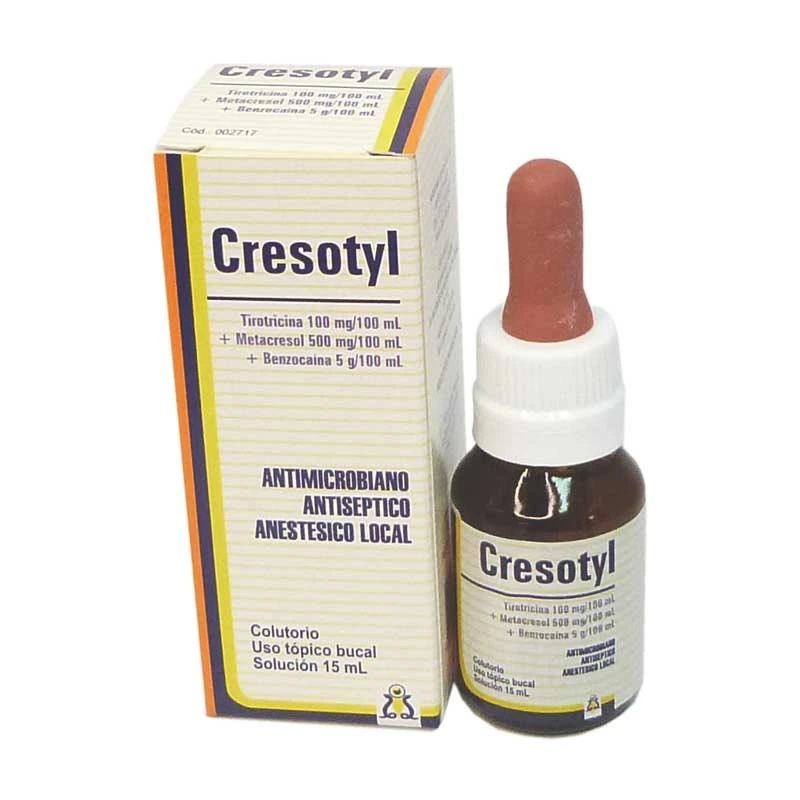 Cresotyl
Tirotricina 100 mg/100 mL
+ Metacresol 500 mg/100 mL
+ Benzocaina 5 g/100 mL
Cód.: 002717
Cresotyl
Tirotricina 100 mg/100 mL
+ Metacresol 500 mg/100 mL
+ Benzocaína 5 g/100 mL
ANTIMICROBIANO
ANTISEPTICO
ANESTESICO LOCAL
Colutorio
Uso tópico bucal
Solución 15 mL
Cresotyl
Tirotricina 100 mg/100 mL
+ Metacresol 500 mg/100 mL
+ Benzocaina 5 g/100 mL
ANTIMICROBIANO
ANTISEPTICO
ANESTESICO LOCAL
Colutorio
Uso tópico bucal
Solución 15 mL